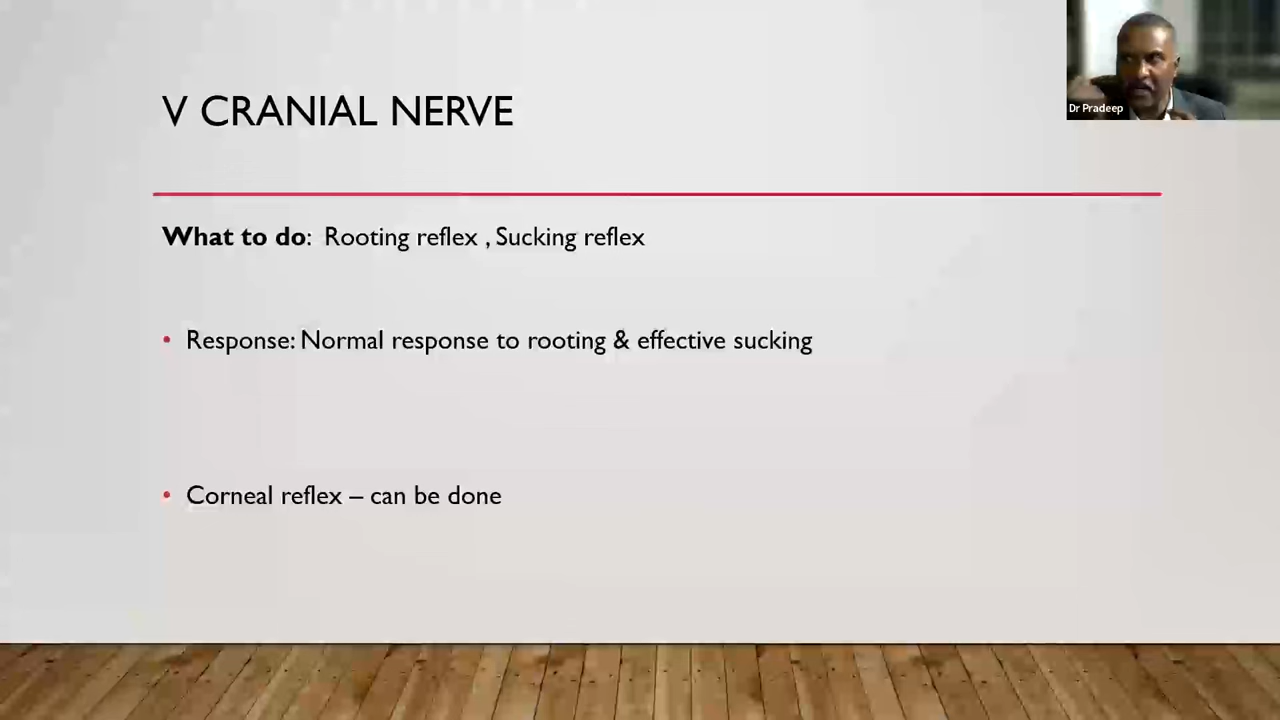 V CRANIAL NERVE
Dr Pradeep
What to do:  Rooting reflex , Sucking reflex
• Response: Normal response to rooting & effective sucking
• Corneal reflex – can be done